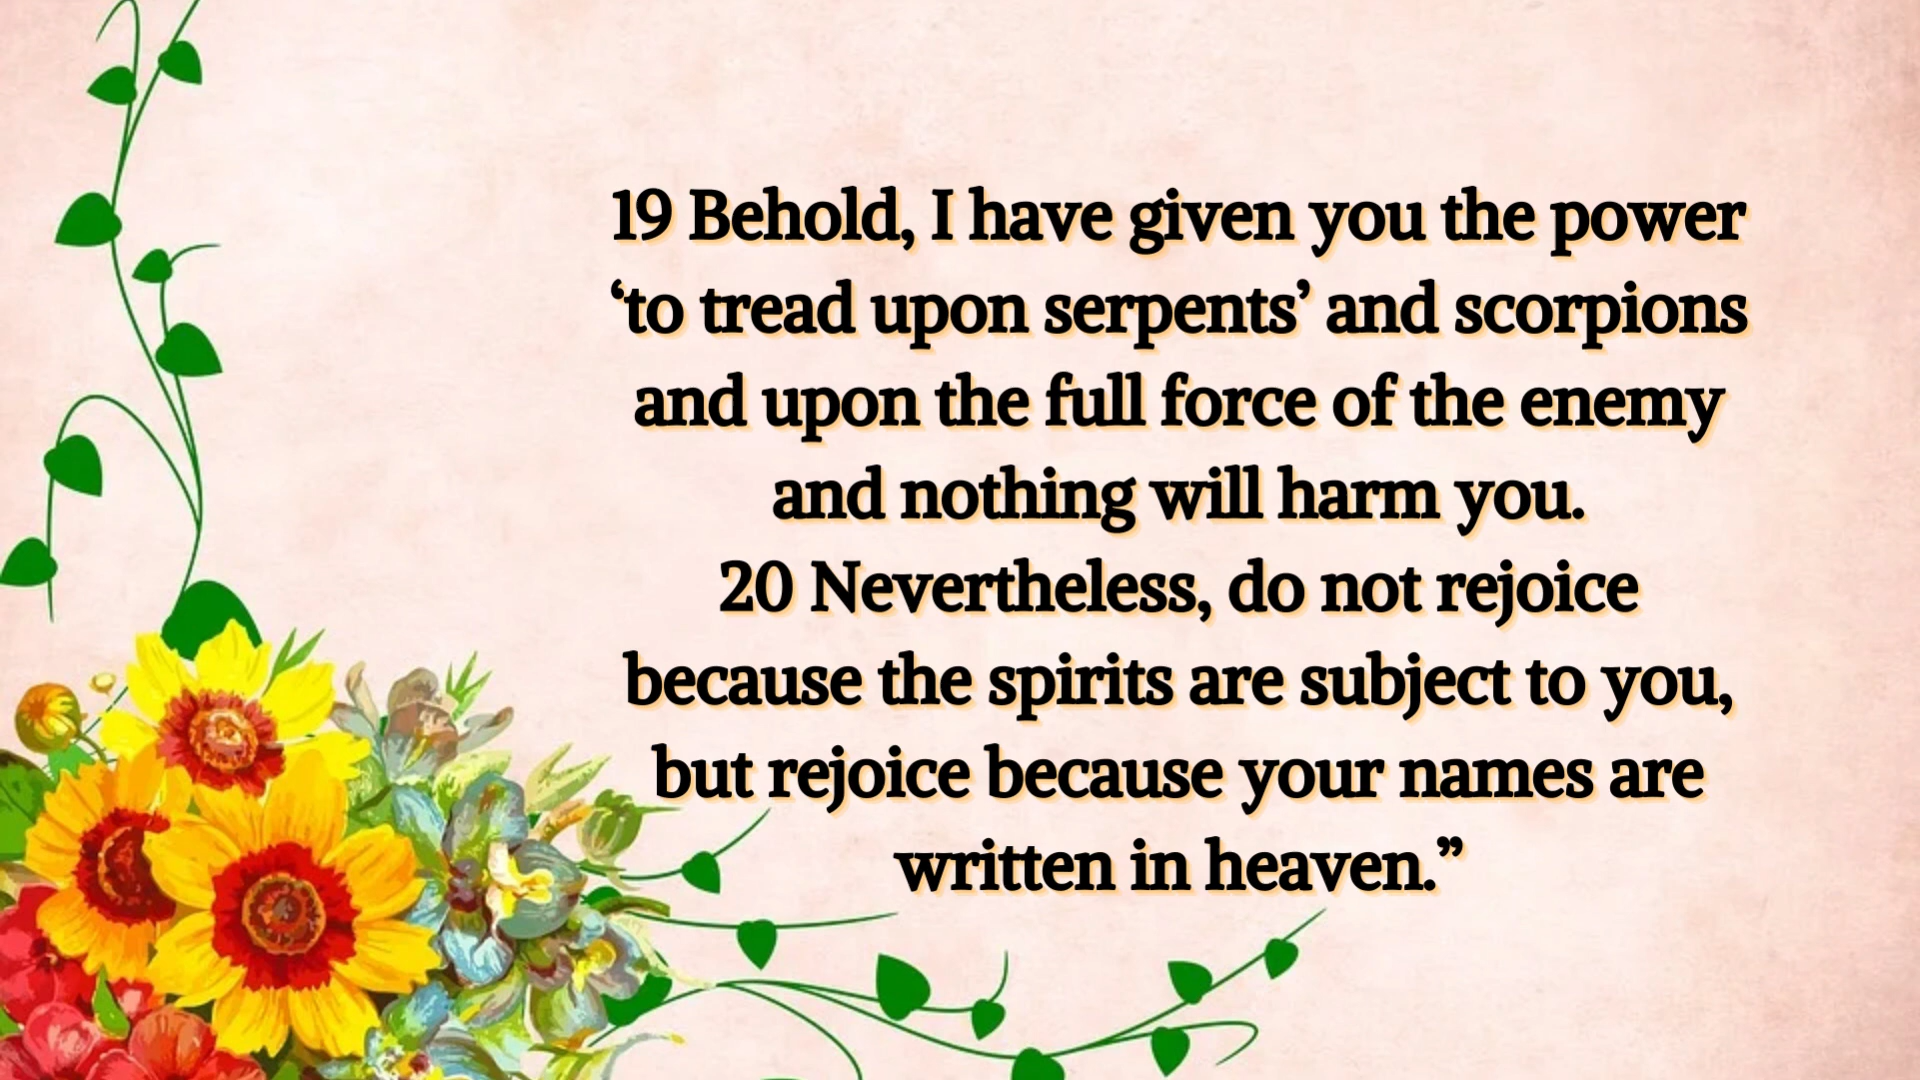 19 Behold, I have given you the power
‘to tread upon serpents’ and scorpions
and upon the full force of the enemy
and nothing will harm you.
20 Nevertheless, do not rejoice
because the spirits are subject to you,
but rejoice because your names are
written in heaven.”